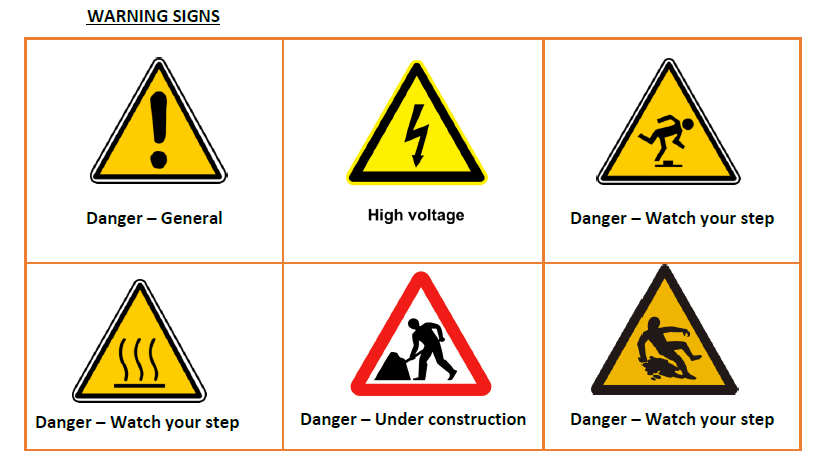 WARNING SIGNS
Danger – General
High voltage
Danger – Watch your step
Danger – Watch your step
Danger – Under construction
Danger – Watch your step